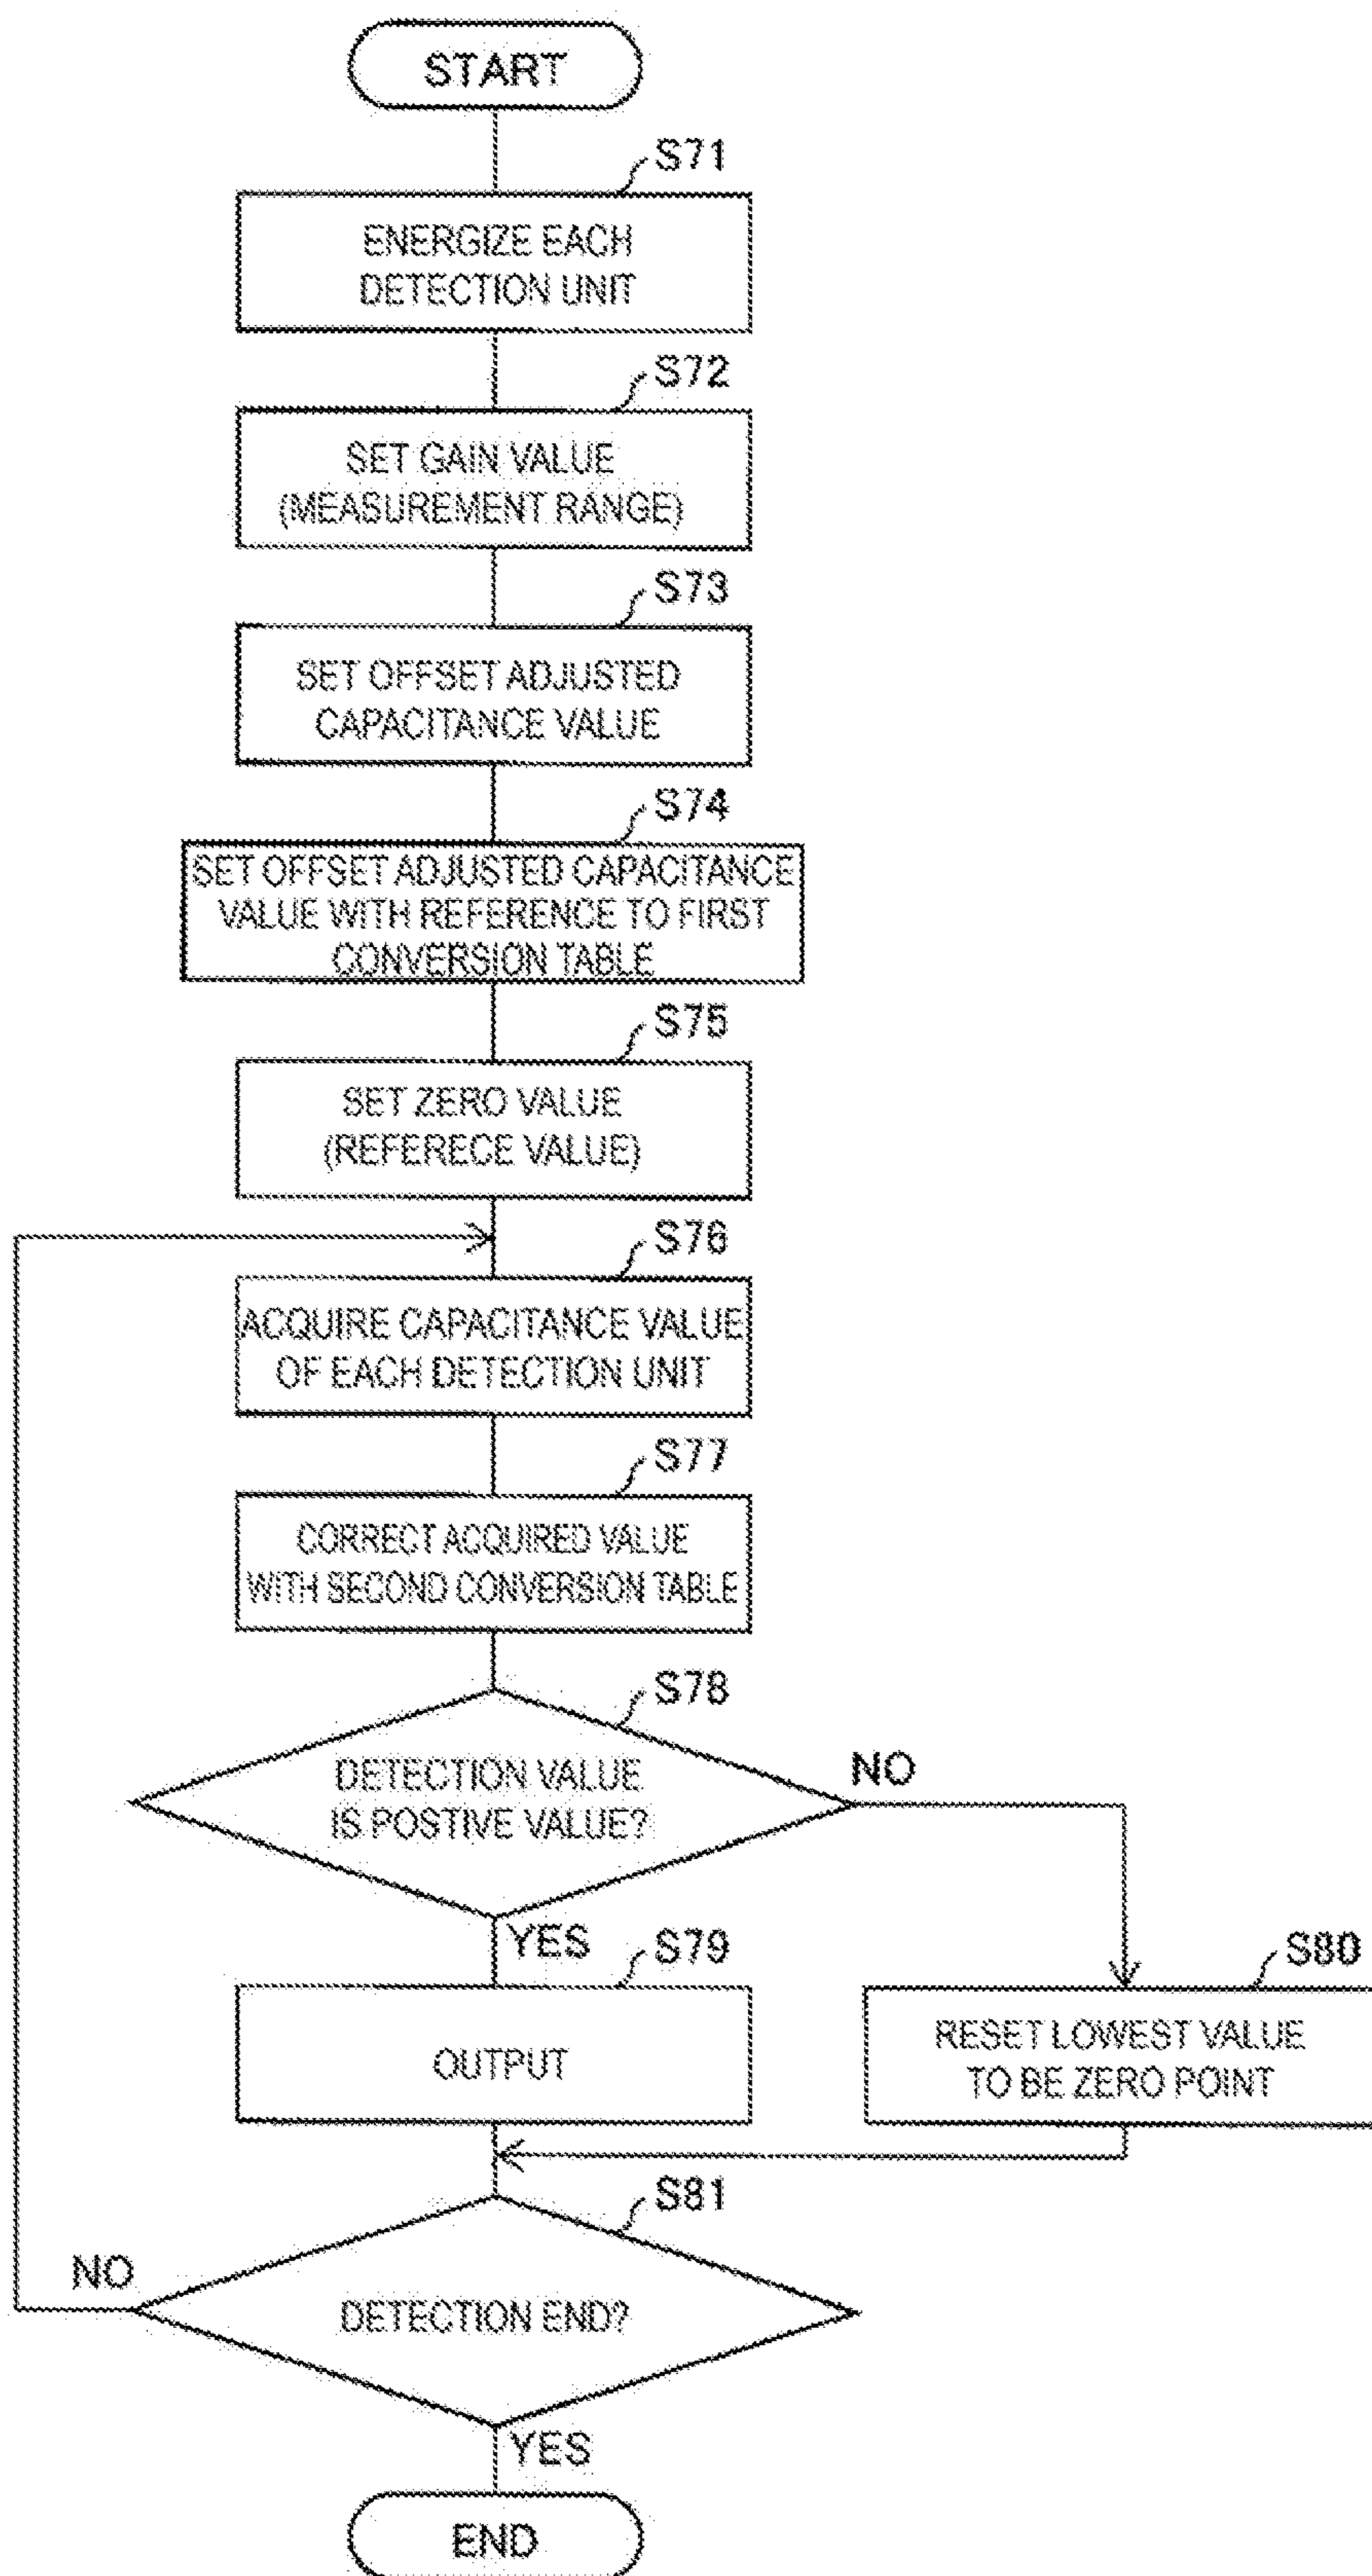 START
S71
ENERGIZE EACH
DETECTION UNIT
S72
SET GAIN VALUE
(MEASUREMENT RANGE)
S73
SET OFFSET ADJUSTED
CAPACITANCE VALUE
S74
SET OFFSET ADJUSTED CAPACITANCE
VALUE WITH REFERENCE TO FIRST
CONVERSION TABLE
S75
SET ZERO VALUE
(REFERECE VALUE)
S76
ACQUIRE CAPACITANCE VALUE
OF EACH DETECTION UNIT
S77
CORRECT ACQUIRED VALUE
WITH SECOND CONVERSION TABLE
S78
DETECTION VALUE
IS POSTIVE VALUE?
NO
YES
S79
OUTPUT
S80
RESET LOWEST VALUE
TO BE ZERO POINT
S81
DETECTION END?
NO
YES
END